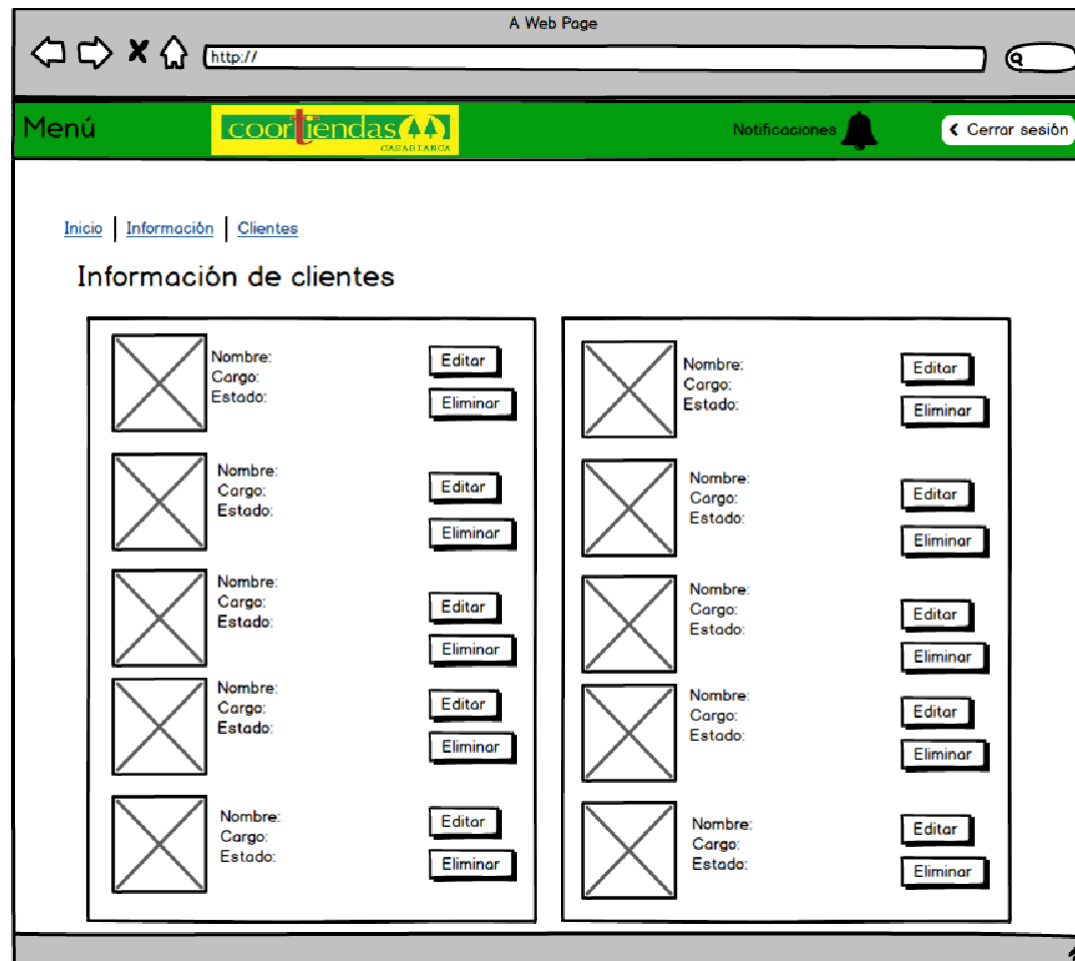 A Web Page
http://
Menú
coortiendas
CASABIANCA
Notificaciones
Cerrar sesión
Inicio
Información
Clientes
Información de clientes
Nombre:
Cargo:
Estado:
Editar
Eliminar
Nombre:
Cargo:
Estado:
Editar
Eliminar
Nombre:
Cargo:
Estado:
Editar
Eliminar
Nombre:
Cargo:
Estado:
Editar
Eliminar
Nombre:
Cargo:
Estado:
Editar
Eliminar
Nombre:
Cargo:
Estado:
Editar
Eliminar
Nombre:
Cargo:
Estado:
Editar
Eliminar
Nombre:
Cargo:
Estado:
Editar
Eliminar
Nombre:
Cargo:
Estado:
Editar
Eliminar
Nombre:
Cargo:
Estado:
Editar
Eliminar